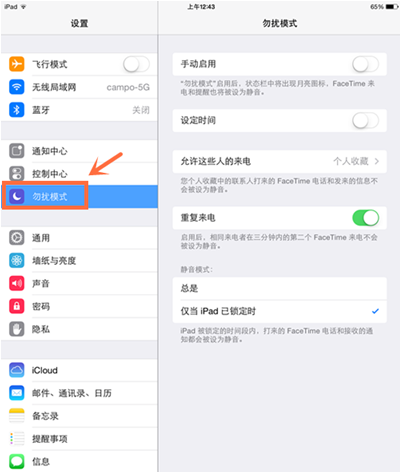 iPad 上午12:43 65%
设置
飞行模式
无线局域网 campo-5G
蓝牙 关闭
通知中心
控制中心
勿扰模式
通用
墙纸与亮度
声音
密码
隐私
iCloud
邮件、通讯录、日历
备忘录
提醒事项
信息
勿扰模式
手动启用
“勿扰模式”启用后，状态栏中将出现月亮图标，FaceTime 来
电和提醒也将被设为静音。
设定时间
允许这些人的来电 个人收藏
您个人收藏中的联系人打来的 FaceTime 电话和发来的信息不
会被设为静音。
重复来电
启用后，相同来电者在三分钟内的第二个 FaceTime 来电不会
被设为静音。
静音模式：
总是
仅当 iPad 已锁定时
iPad 被锁定的时间段内，打来的 FaceTime 电话和接收的通
知都会被设为静音。